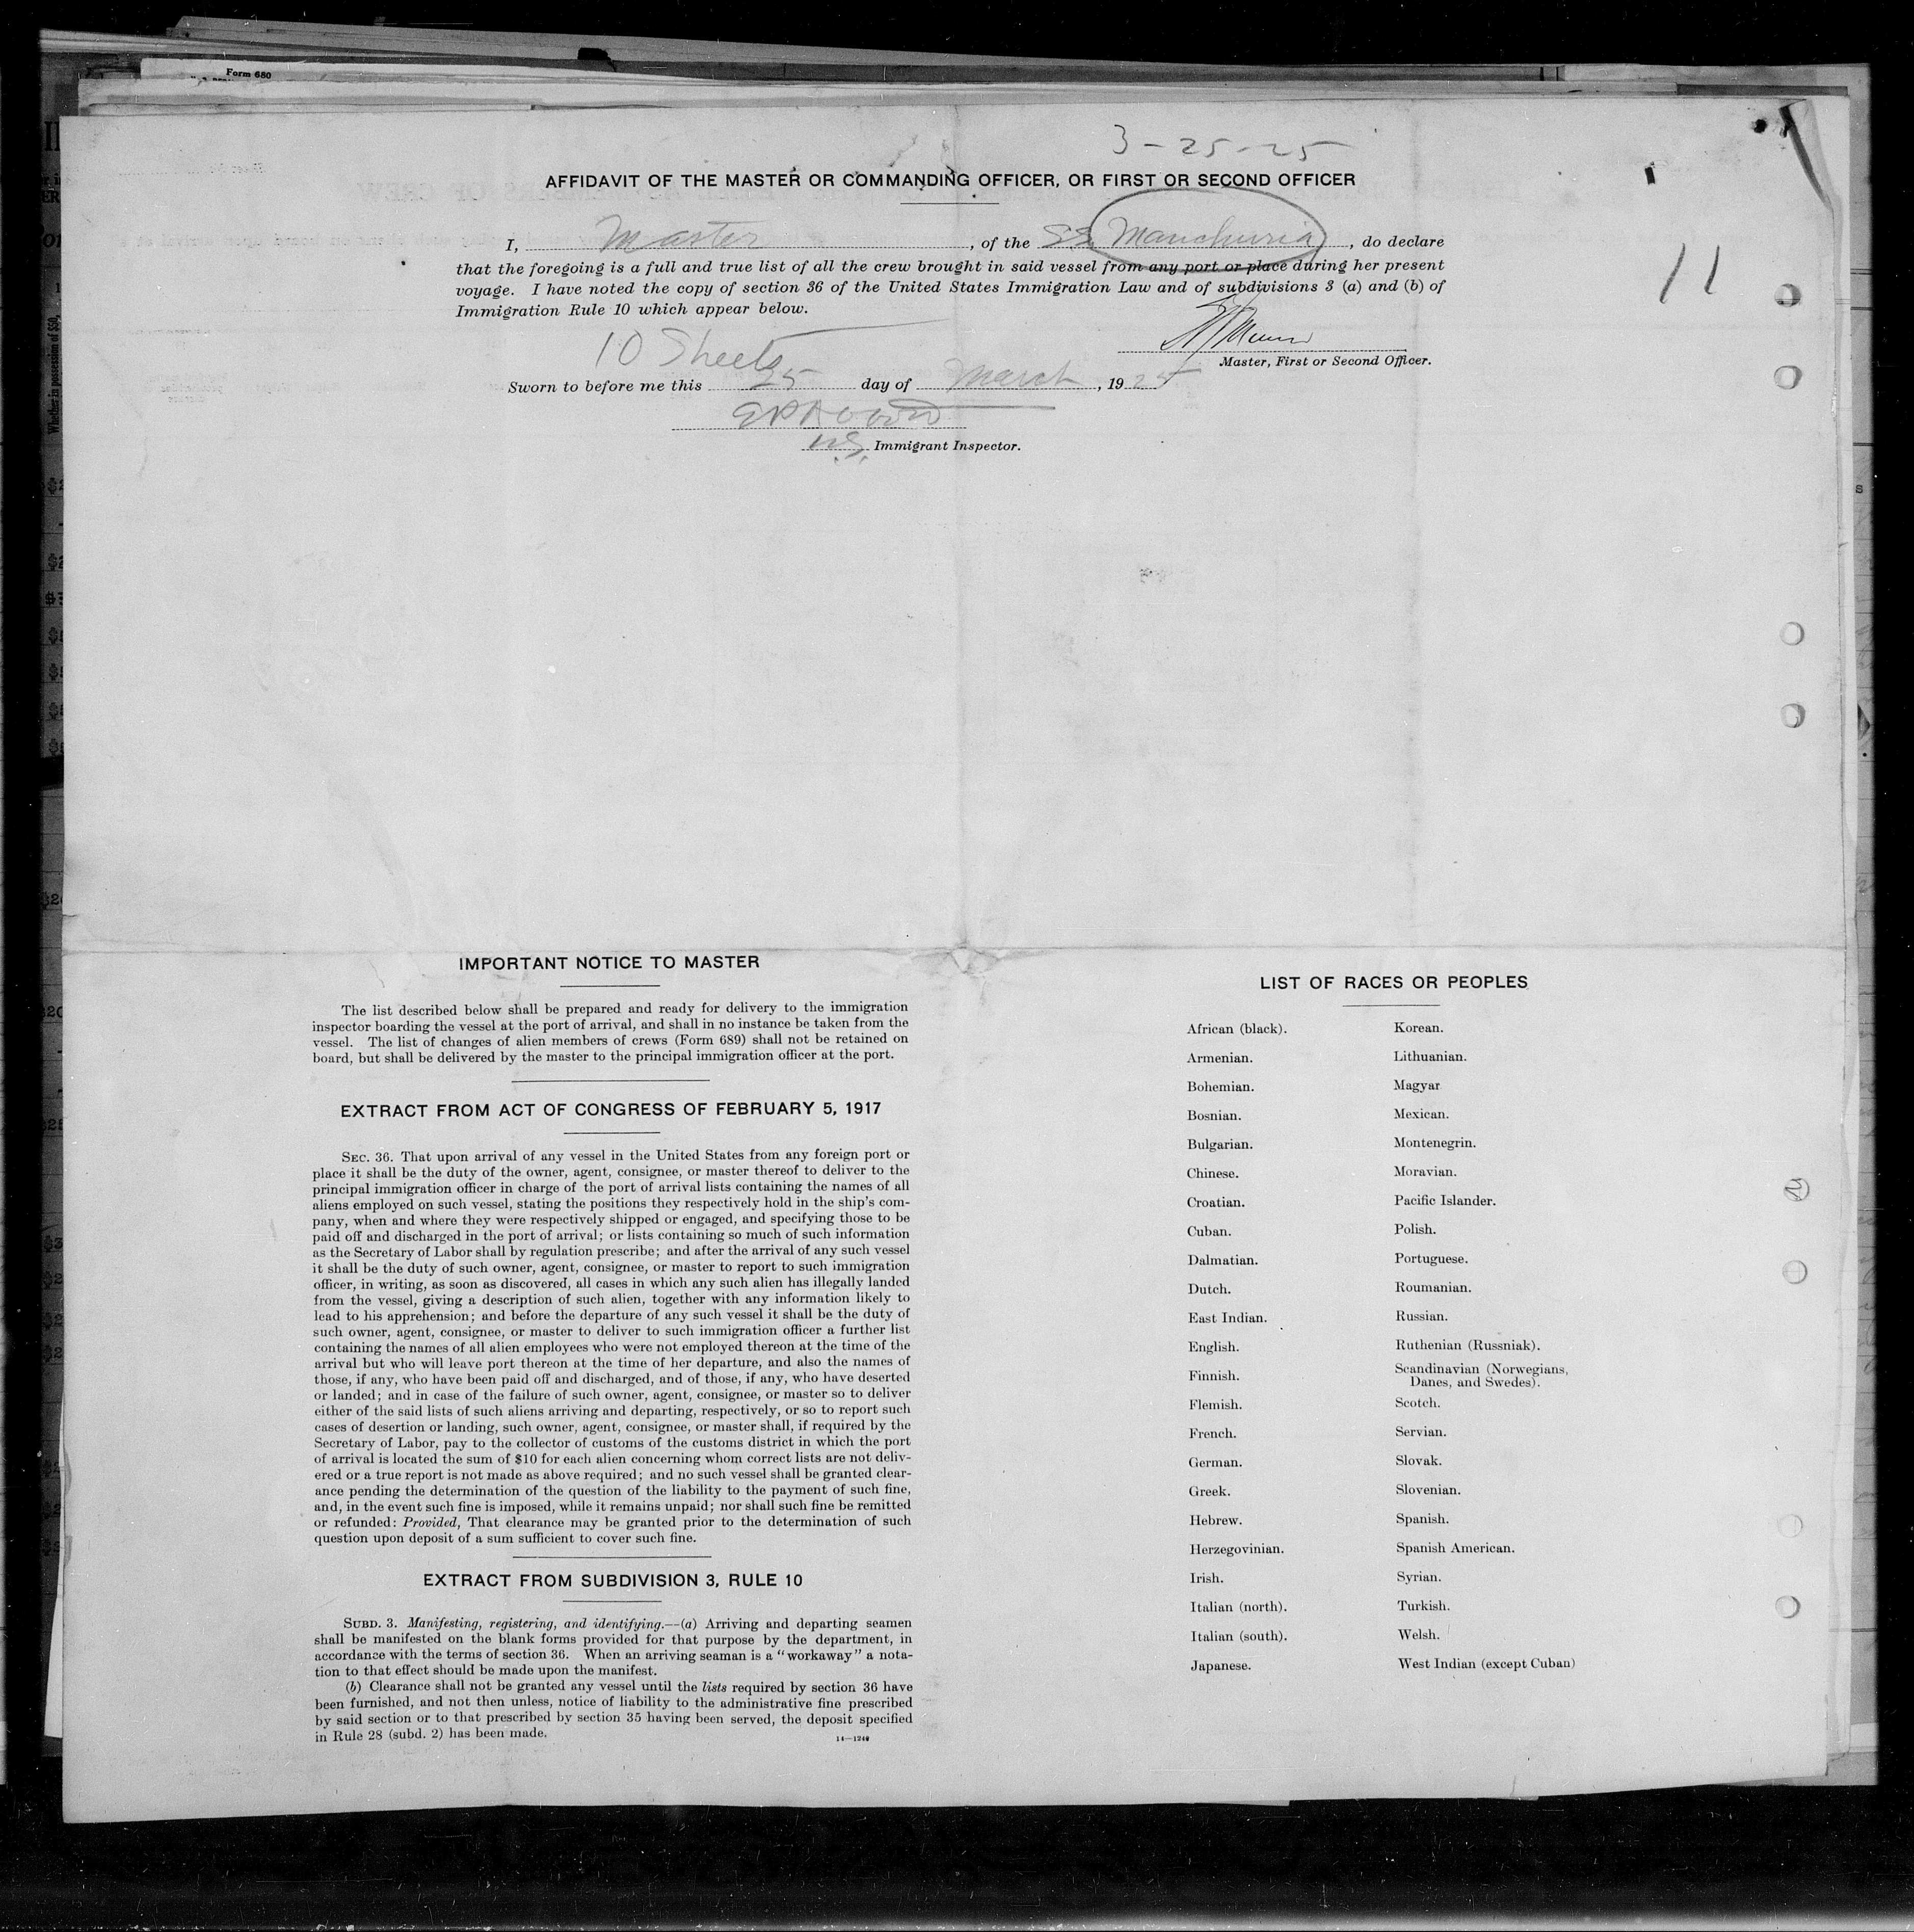 Form 680
3-25-25
AFFIDAVIT OF THE MASTER OR COMMANDING OFFICER, OR FIRST OR SECOND OFFICER
I, Master, of the SS Manchuria, do declare
that the foregoing is a full and true list of all the crew brought in said vessel from any port or place during her present
voyage. I have noted the copy of section 36 of the United States Immigration Law and of subdivisions 3 (a) and (b) of
Immigration Rule 10 which appear below.
11
10 Sheets
Master, First or Second Officer.
Sworn to before me this 25 day of March, 1925
U.S. Immigrant Inspector.
IMPORTANT NOTICE TO MASTER
The list described below shall be prepared and ready for delivery to the immigration
inspector boarding the vessel at the port of arrival, and shall in no instance be taken from the
vessel. The list of changes of alien members of crews (Form 689) shall not be retained on
board, but shall be delivered by the master to the principal immigration officer at the port.
EXTRACT FROM ACT OF CONGRESS OF FEBRUARY 5, 1917
SEC. 36. That upon arrival of any vessel in the United States from any foreign port or
place it shall be the duty of the owner, agent, consignee, or master thereof to deliver to the
principal immigration officer in charge of the port of arrival lists containing the names of all
aliens employed on such vessel, stating the positions they respectively hold in the ship's com-
pany, when and where they were respectively shipped or engaged, and specifying those to be
paid off and discharged in the port of arrival; or lists containing so much of such information
as the Secretary of Labor shall by regulation prescribe; and after the arrival of any such vessel
it shall be the duty of such owner, agent, consignee, or master to report to such immigration
officer, in writing, as soon as discovered, all cases in which any such alien has illegally landed
from the vessel, giving a description of such alien, together with any information likely to
lead to his apprehension; and before the departure of any such vessel it shall be the duty of
such owner, agent, consignee, or master to deliver to such immigration officer a further list
containing the names of all alien employees who were not employed thereon at the time of the
arrival but who will leave port thereon at the time of her departure, and also the names of
those, if any, who have been paid off and discharged, and of those, if any, who have deserted
or landed; and in case of the failure of such owner, agent, consignee, or master so to deliver
either of the said lists of such aliens arriving and departing, respectively, or so to report such
cases of desertion or landing, such owner, agent, consignee, or master shall, if required by the
Secretary of Labor, pay to the collector of customs of the customs district in which the port
of arrival is located the sum of $10 for each alien concerning whom correct lists are not deliv-
ered or a true report is not made as above required; and no such vessel shall be granted clear-
ance pending the determination of the question of the liability to the payment of such fine,
and, in the event such fine is imposed, while it remains unpaid; nor shall such fine be remitted
or refunded: Provided, That clearance may be granted prior to the determination of such
question upon deposit of a sum sufficient to cover such fine.
EXTRACT FROM SUBDIVISION 3, RULE 10
SUBD. 3. Manifesting, registering, and identifying.—(a) Arriving and departing seamen
shall be manifested on the blank forms provided for that purpose by the department, in
accordance with the terms of section 36. When an arriving seaman is a "workaway" a nota-
tion to that effect should be made upon the manifest.
(b) Clearance shall not be granted any vessel until the lists required by section 36 have
been furnished, and not then unless, notice of liability to the administrative fine prescribed
by said section or to that prescribed by section 35 having been served, the deposit specified
in Rule 28 (subd. 2) has been made.
14—1240
LIST OF RACES OR PEOPLES
African (black).
Armenian.
Bohemian.
Bosnian.
Bulgarian.
Chinese.
Croatian.
Cuban.
Dalmatian.
Dutch.
East Indian.
English.
Finnish.
Flemish.
French.
German.
Greek.
Hebrew.
Herzegovinian.
Irish.
Italian (north).
Italian (south).
Japanese.
Korean.
Lithuanian.
Magyar
Mexican.
Montenegrin.
Moravian.
Pacific Islander.
Polish.
Portuguese.
Roumanian.
Russian.
Ruthenian (Russniak).
Scandinavian (Norwegians,
Danes, and Swedes).
Scotch.
Servian.
Slovak.
Slovenian.
Spanish.
Spanish American.
Syrian.
Turkish.
Welsh.
West Indian (except Cuban)